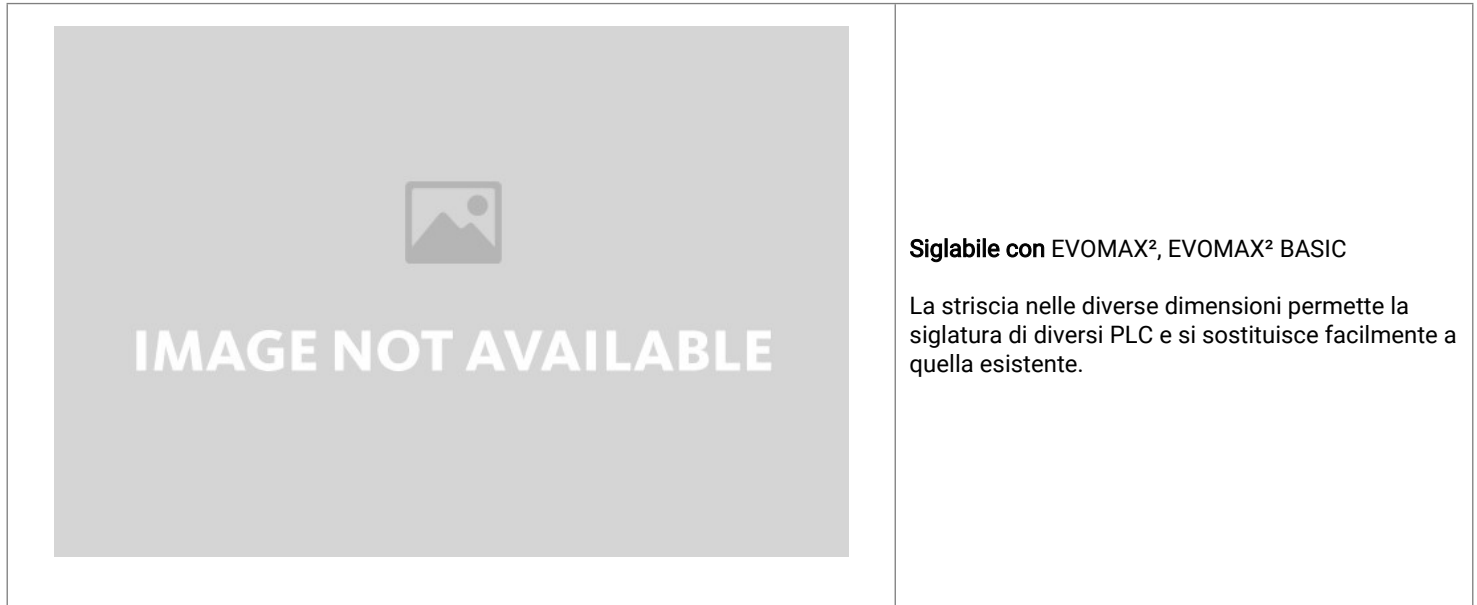 IMAGE NOT AVAILABLE
Siglabile con EVOMAX², EVOMAX² BASIC
La striscia nelle diverse dimensioni permette la
siglatura di diversi PLC e si sostituisce facilmente a
quella esistente.